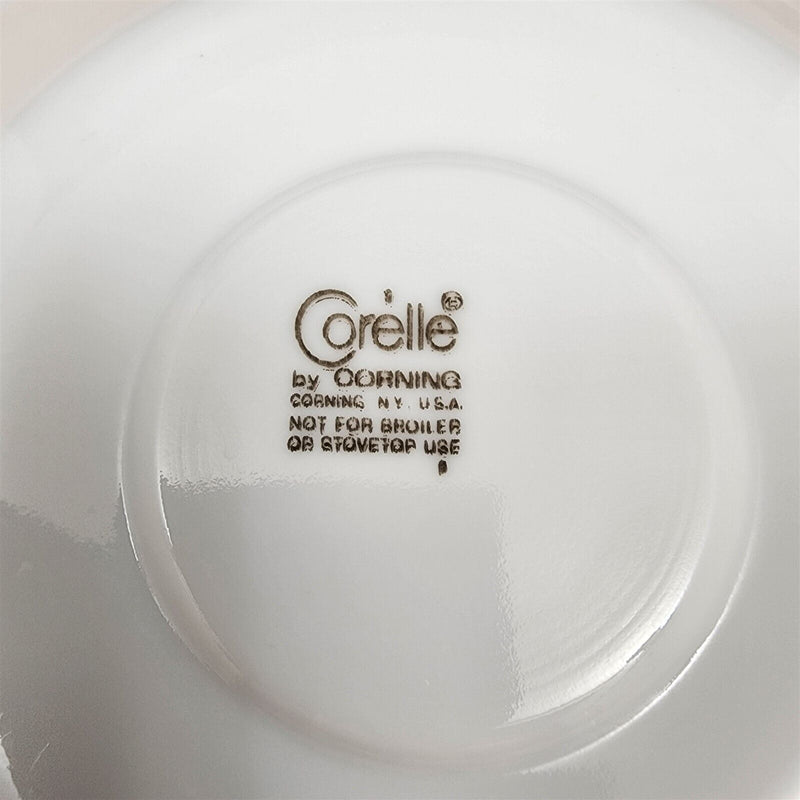 Corelle®
by CORNING
CORNING N.Y. U.S.A.
NOT FOR BROILER
OR STOVETOP USE